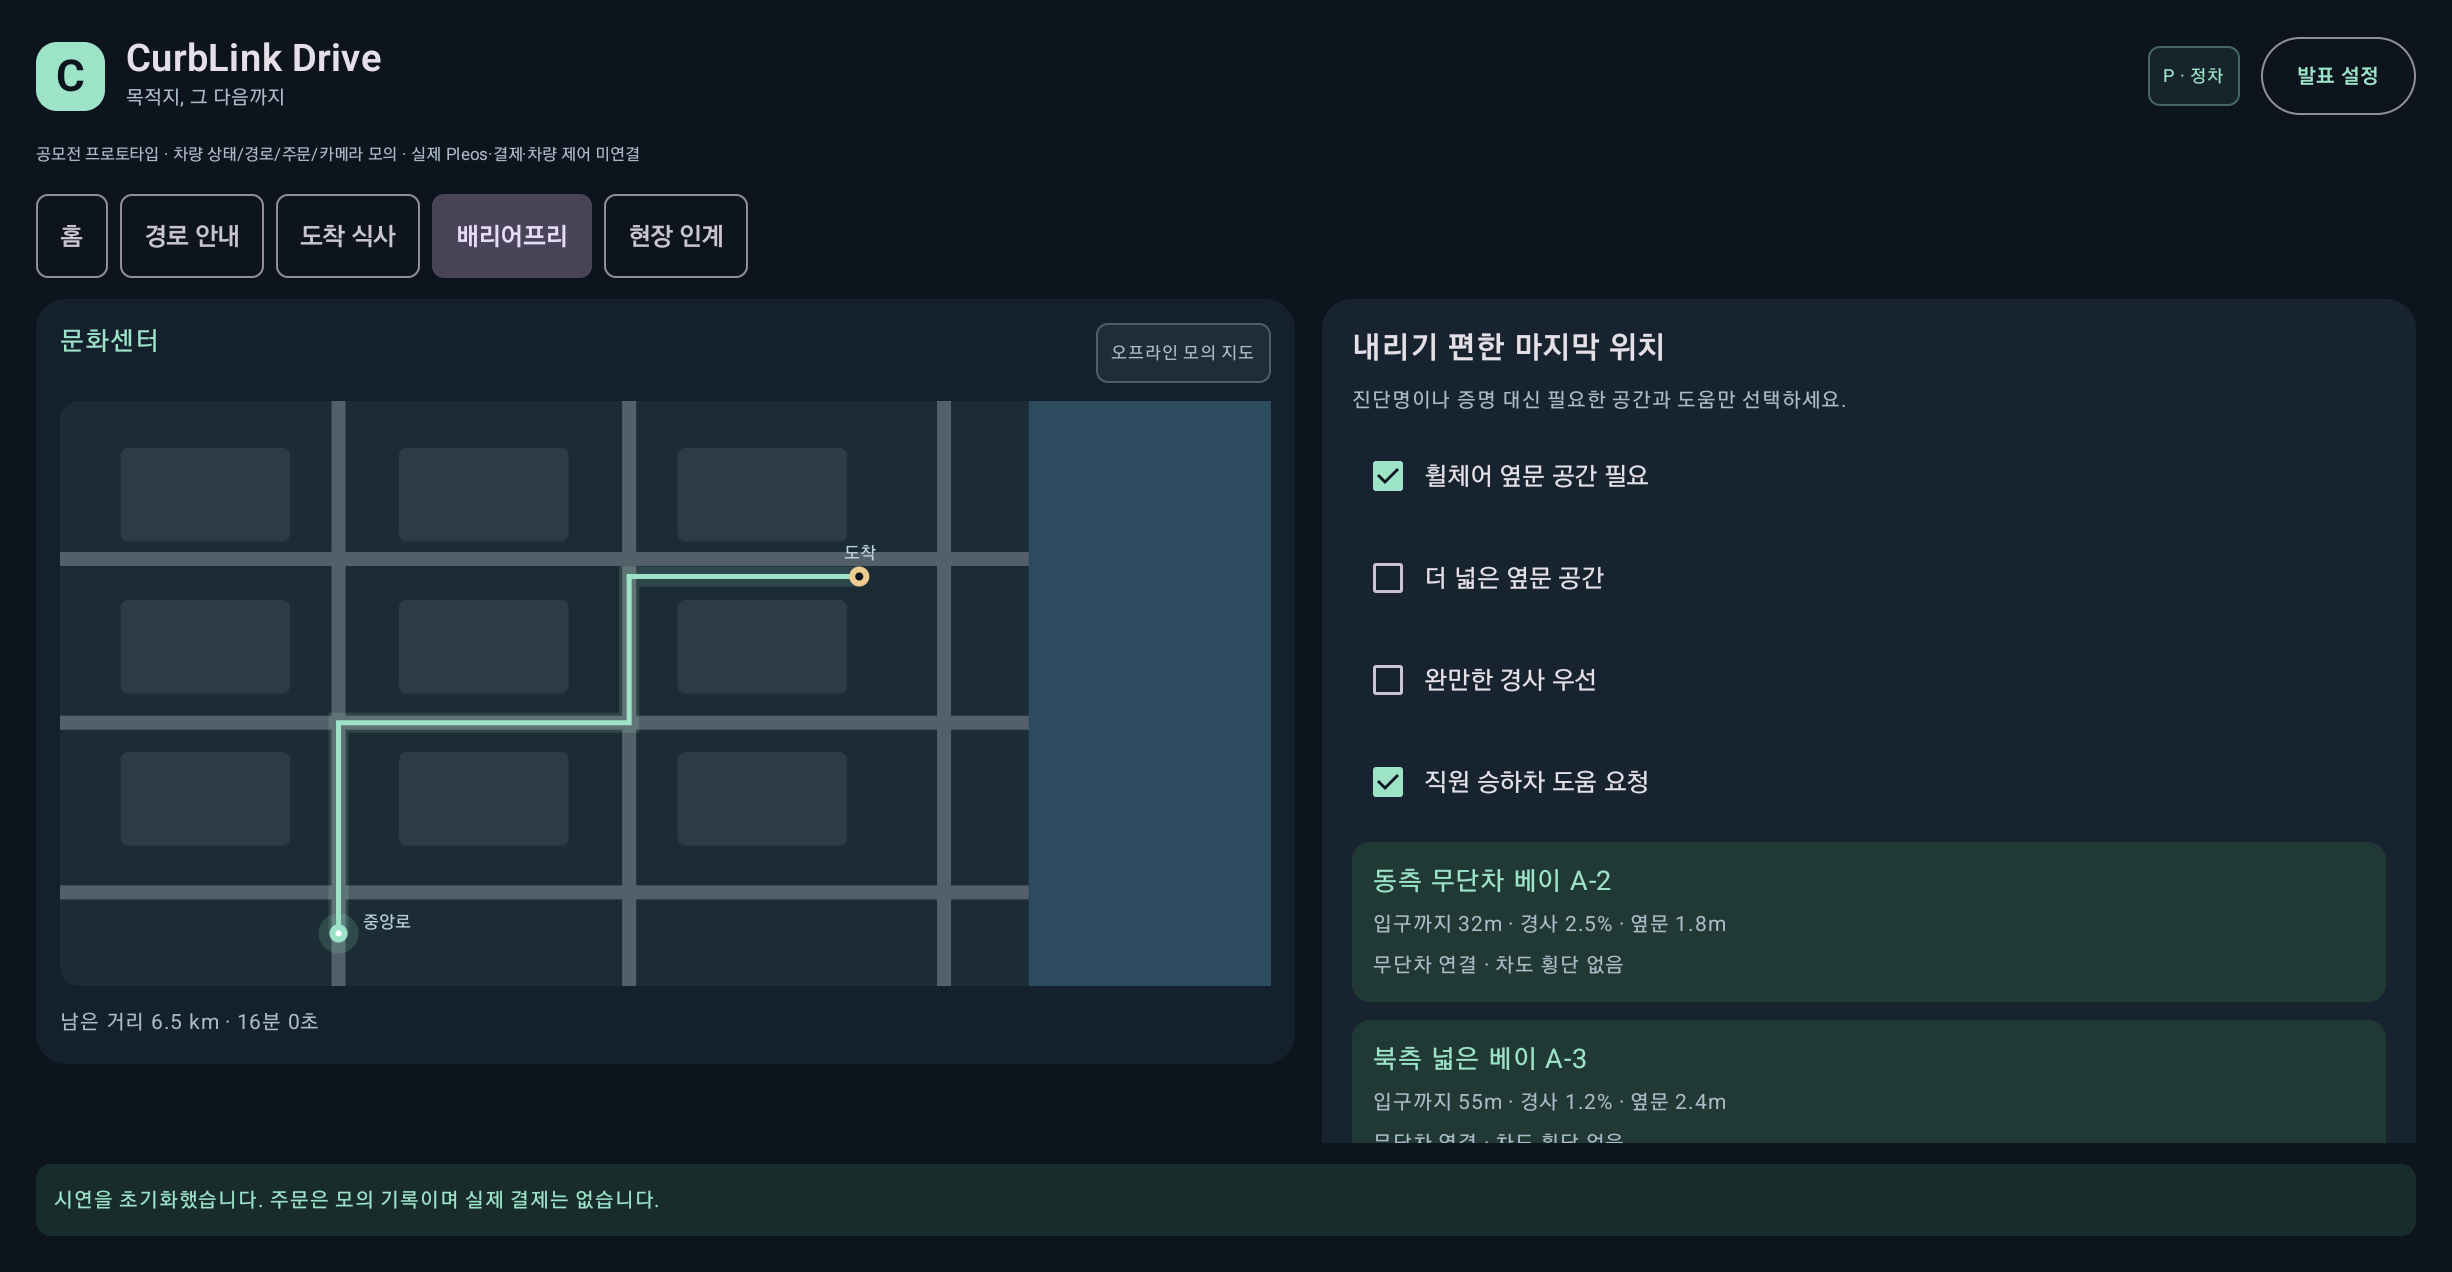 C
CurbLink Drive
목적지, 그 다음까지
P · 정차
발표 설정
공모전 프로토타입 · 차량 상태/경로/주문/카메라 모의 · 실제 Pleos·결제·차량 제어 미연결
홈
경로 안내
도착 식사
배리어프리
현장 인계
문화센터
오프라인 모의 지도
도착
중앙로
남은 거리 6.5 km · 16분 0초
내리기 편한 마지막 위치
진단명이나 증명 대신 필요한 공간과 도움만 선택하세요.
휠체어 옆문 공간 필요
더 넓은 옆문 공간
완만한 경사 우선
직원 승하차 도움 요청
동측 무단차 베이 A-2
입구까지 32m · 경사 2.5% · 옆문 1.8m
무단차 연결 · 차도 횡단 없음
북측 넓은 베이 A-3
입구까지 55m · 경사 1.2% · 옆문 2.4m
무단차 연결 · 차도 횡단 없음
시연을 초기화했습니다. 주문은 모의 기록이며 실제 결제는 없습니다.